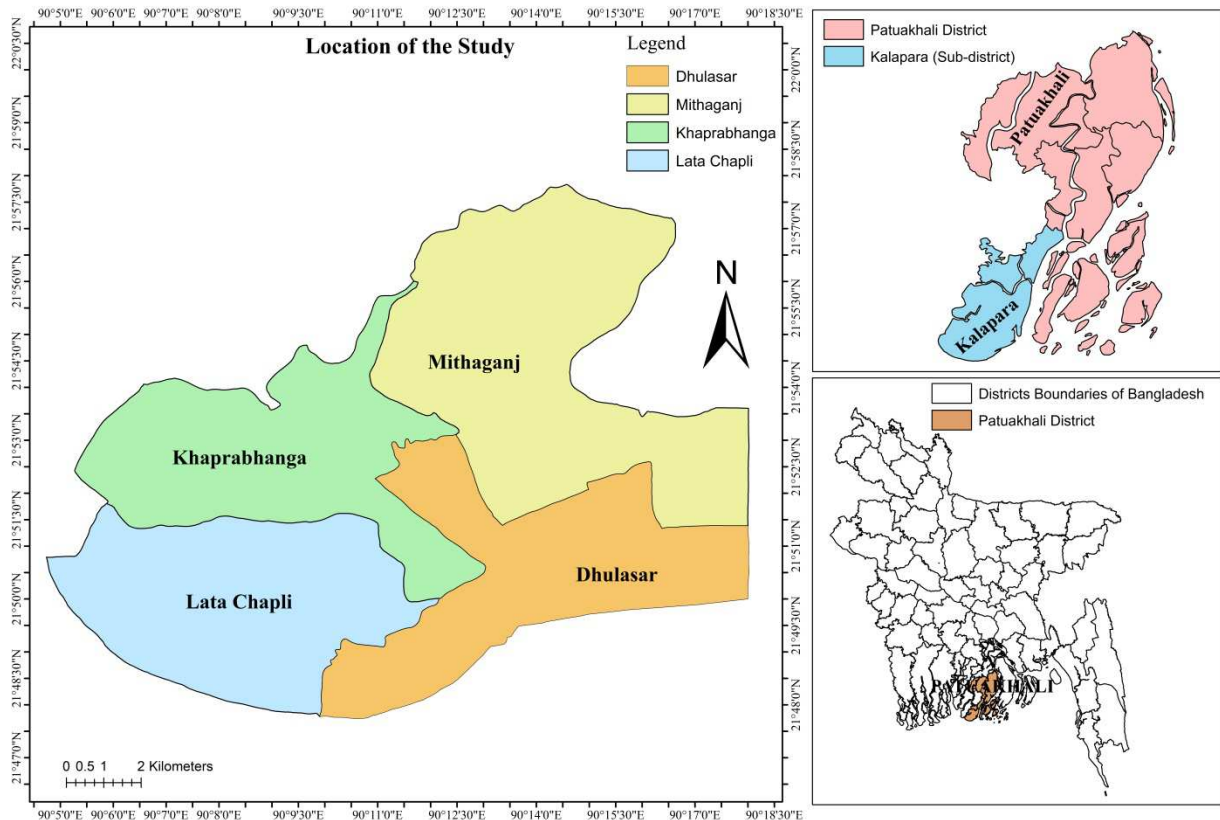 90°5'0"E 90°6'0"E 90°7'0"E 90°8'0"E 90°9'30"E 90°11'0"E 90°12'30"E 90°14'0"E 90°15'30"E 90°17'0"E 90°18'30"E
22°0'30"N
21°59'0"N
21°57'30"N
21°56'0"N
21°54'30"N
21°53'0"N
21°51'30"N
21°50'0"N
21°48'30"N
21°47'0"N
Location of the Study
Legend
Dhulasar
Mithaganj
Khaprabhanga
Lata Chapli
N
Mithaganj
Khaprabhanga
Dhulasar
Lata Chapli
0 0.5 1 2 Kilometers
22°0'0"N
21°58'30"N
21°57'0"N
21°55'30"N
21°54'0"N
21°52'30"N
21°51'0"N
21°49'30"N
21°48'0"N
90°5'0"E 90°6'0"E 90°7'0"E 90°8'0"E 90°9'30"E 90°11'0"E 90°12'30"E 90°14'0"E 90°15'30"E 90°17'0"E 90°18'30"E
Patuakhali District
Kalapara (Sub-district)
Patuakhali
Kalapara
Districts Boundaries of Bangladesh
Patuakhali District
PATUAKHALI